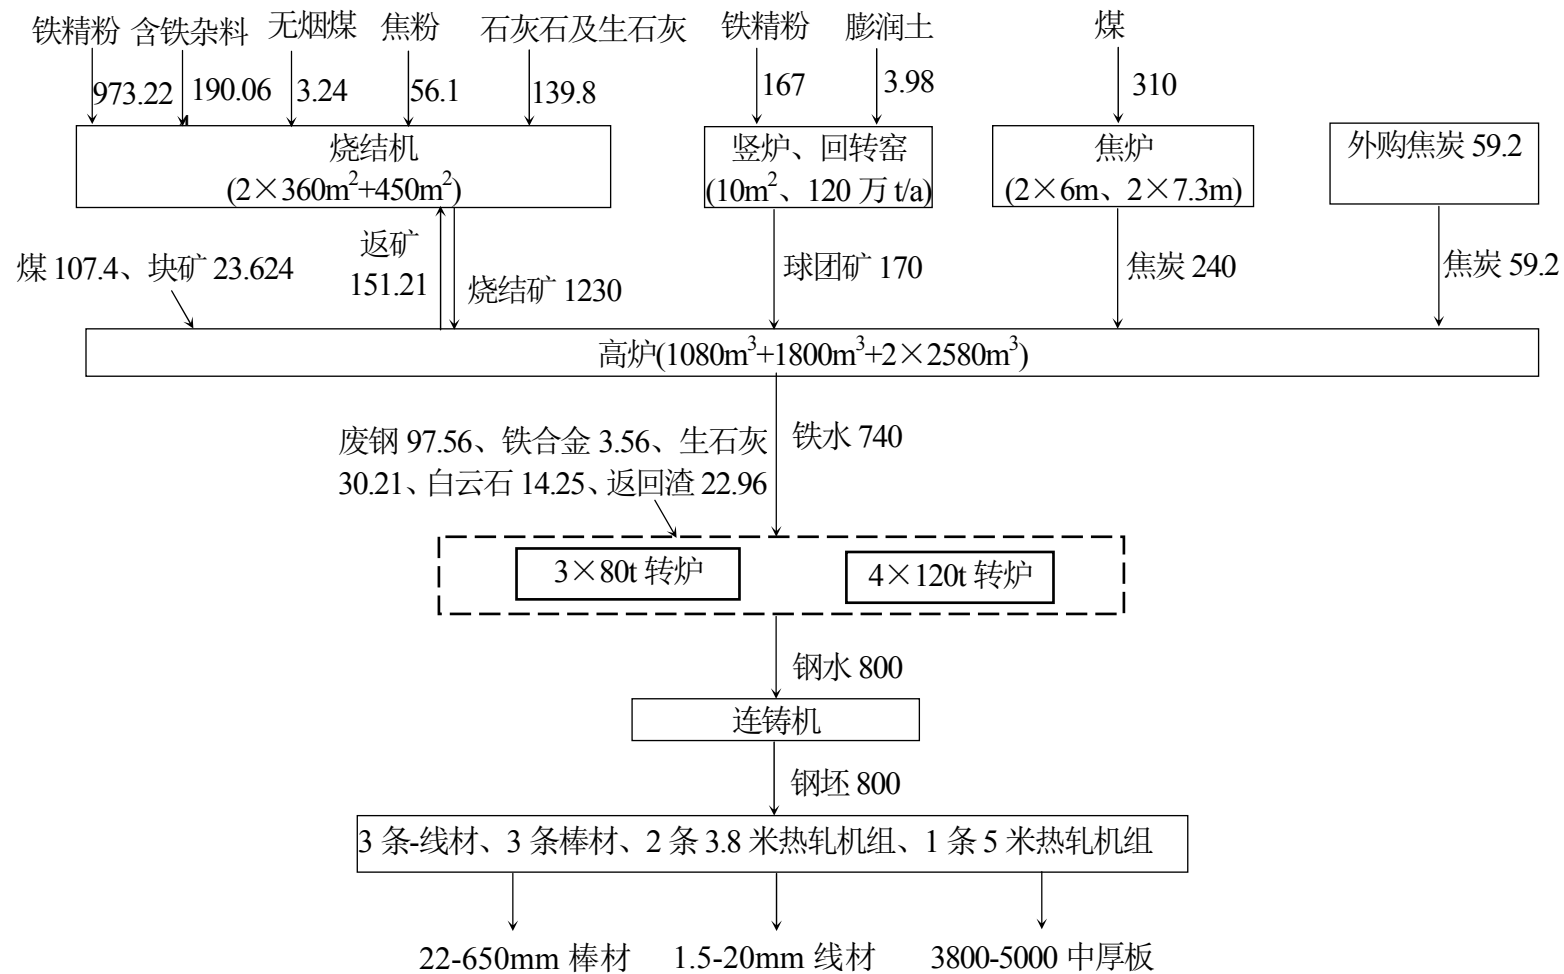 铁精粉 含铁杂料 无烟煤 焦粉 石灰石及生石灰 铁精粉 膨润土 煤
973.22 190.06 3.24 56.1 139.8 167 3.98 310
烧结机
(2×360m²+450m²)
竖炉、回转窑
(10m²、120 万 t/a)
焦炉
(2×6m、2×7.3m)
外购焦炭 59.2
煤 107.4、块矿 23.624
返矿
151.21
烧结矿 1230
球团矿 170
焦炭 240
焦炭 59.2
高炉(1080m³+1800m³+2×2580m³)
废钢 97.56、铁合金 3.56、生石灰
30.21、白云石 14.25、返回渣 22.96
铁水 740
3×80t 转炉
4×120t 转炉
钢水 800
连铸机
钢坯 800
3 条-线材、3 条棒材、2 条 3.8 米热轧机组、1 条 5 米热轧机组
22-650mm 棒材
1.5-20mm 线材
3800-5000 中厚板